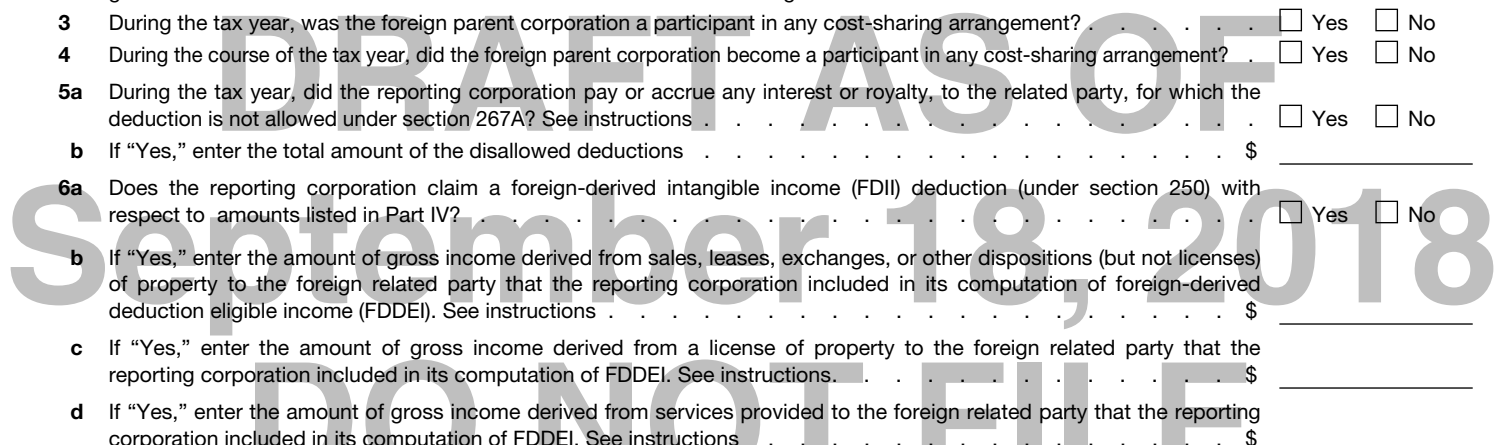 3 During the tax year, was the foreign parent corporation a participant in any cost-sharing arrangement? . . . . . . ☐ Yes ☐ No
4 During the course of the tax year, did the foreign parent corporation become a participant in any cost-sharing arrangement? . ☐ Yes ☐ No
DRAFT AS OF
5a During the tax year, did the reporting corporation pay or accrue any interest or royalty, to the related party, for which the
deduction is not allowed under section 267A? See instructions . . . . . . . . . . . . . . . . . . ☐ Yes ☐ No
b If “Yes,” enter the total amount of the disallowed deductions . . . . . . . . . . . . . . . . . $
6a Does the reporting corporation claim a foreign-derived intangible income (FDII) deduction (under section 250) with
respect to amounts listed in Part IV? . . . . . . . . . . . . . . . . . . . . . . . . . ☐ Yes ☐ No
September 18, 2018
b If “Yes,” enter the amount of gross income derived from sales, leases, exchanges, or other dispositions (but not licenses)
of property to the foreign related party that the reporting corporation included in its computation of foreign-derived
deduction eligible income (FDDEI). See instructions . . . . . . . . . . . . . . . . . . . . $
c If “Yes,” enter the amount of gross income derived from a license of property to the foreign related party that the
reporting corporation included in its computation of FDDEI. See instructions. . . . . . . . . . . . . $
DO NOT FILE
d If “Yes,” enter the amount of gross income derived from services provided to the foreign related party that the reporting
corporation included in its computation of FDDEI. See instructions . . . . . . . . . . . . . . . $